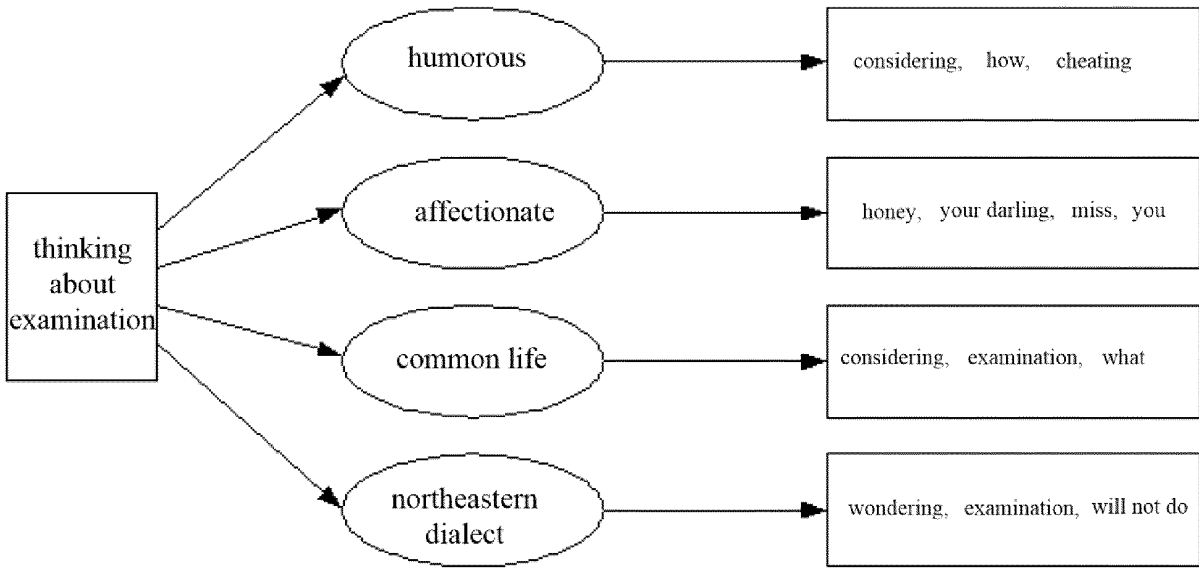 humorous
considering, how, cheating
affectionate
honey, your darling, miss, you
thinking
about
examination
common life
considering, examination, what
northeastern
dialect
wondering, examination, will not do